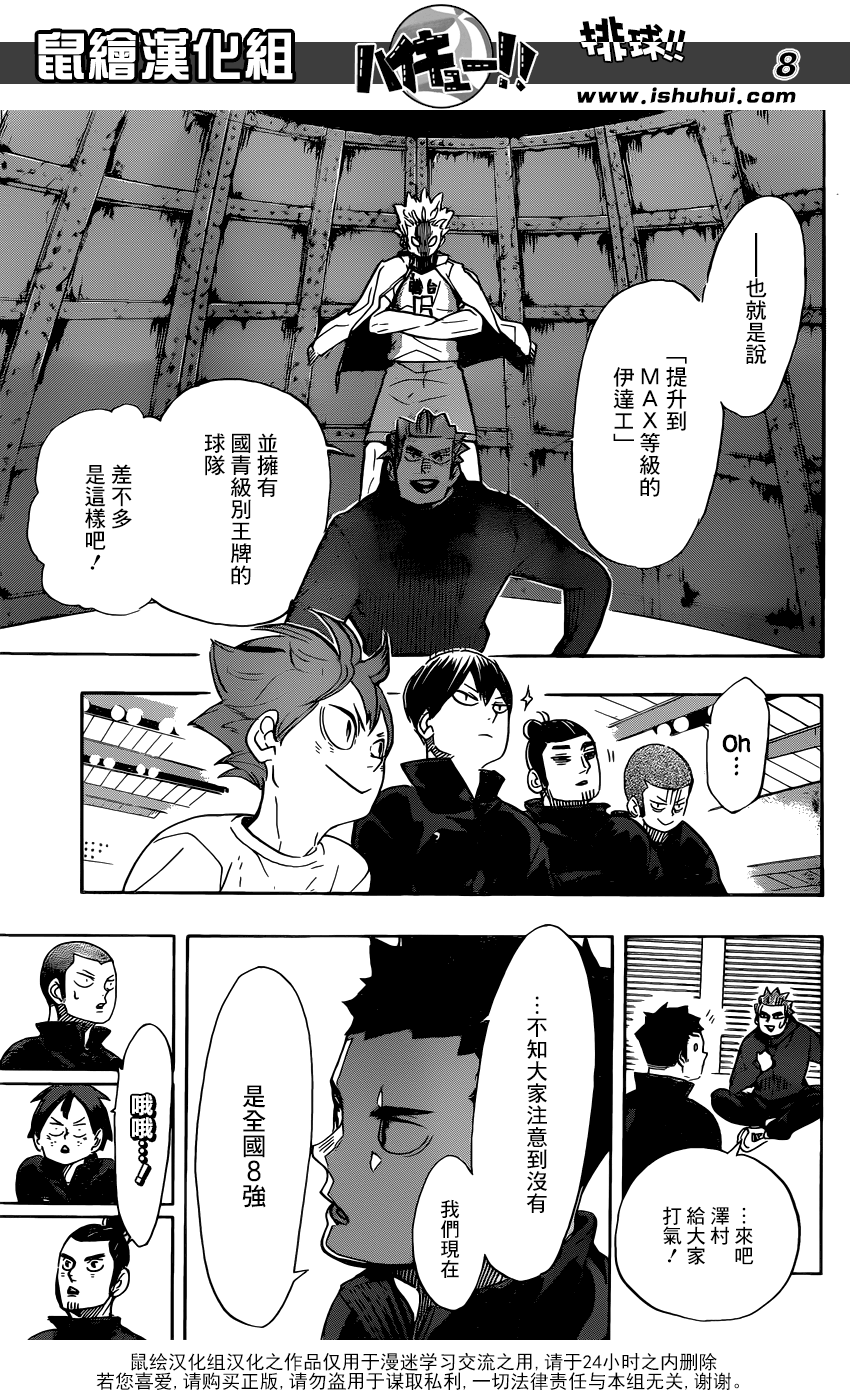 鼠繪漢化組
ハイキュー!!
排球!!
8
www.ishuhui.com
——也就是說
「提升到
MAX等級的
伊達工」
並擁有
國青級別王牌的
球隊
差不多
是這樣吧!
Oh
…
…來吧
澤村
給大家
打氣!
…不知大家注意到沒有
我們現在
是全國8強
哦
哦…
鼠绘汉化组汉化之作品仅用于漫迷学习交流之用,请于24小时之内删除
若您喜爱,请购买正版,请勿盗用于谋取私利,一切法律责任与本组无关,谢谢。